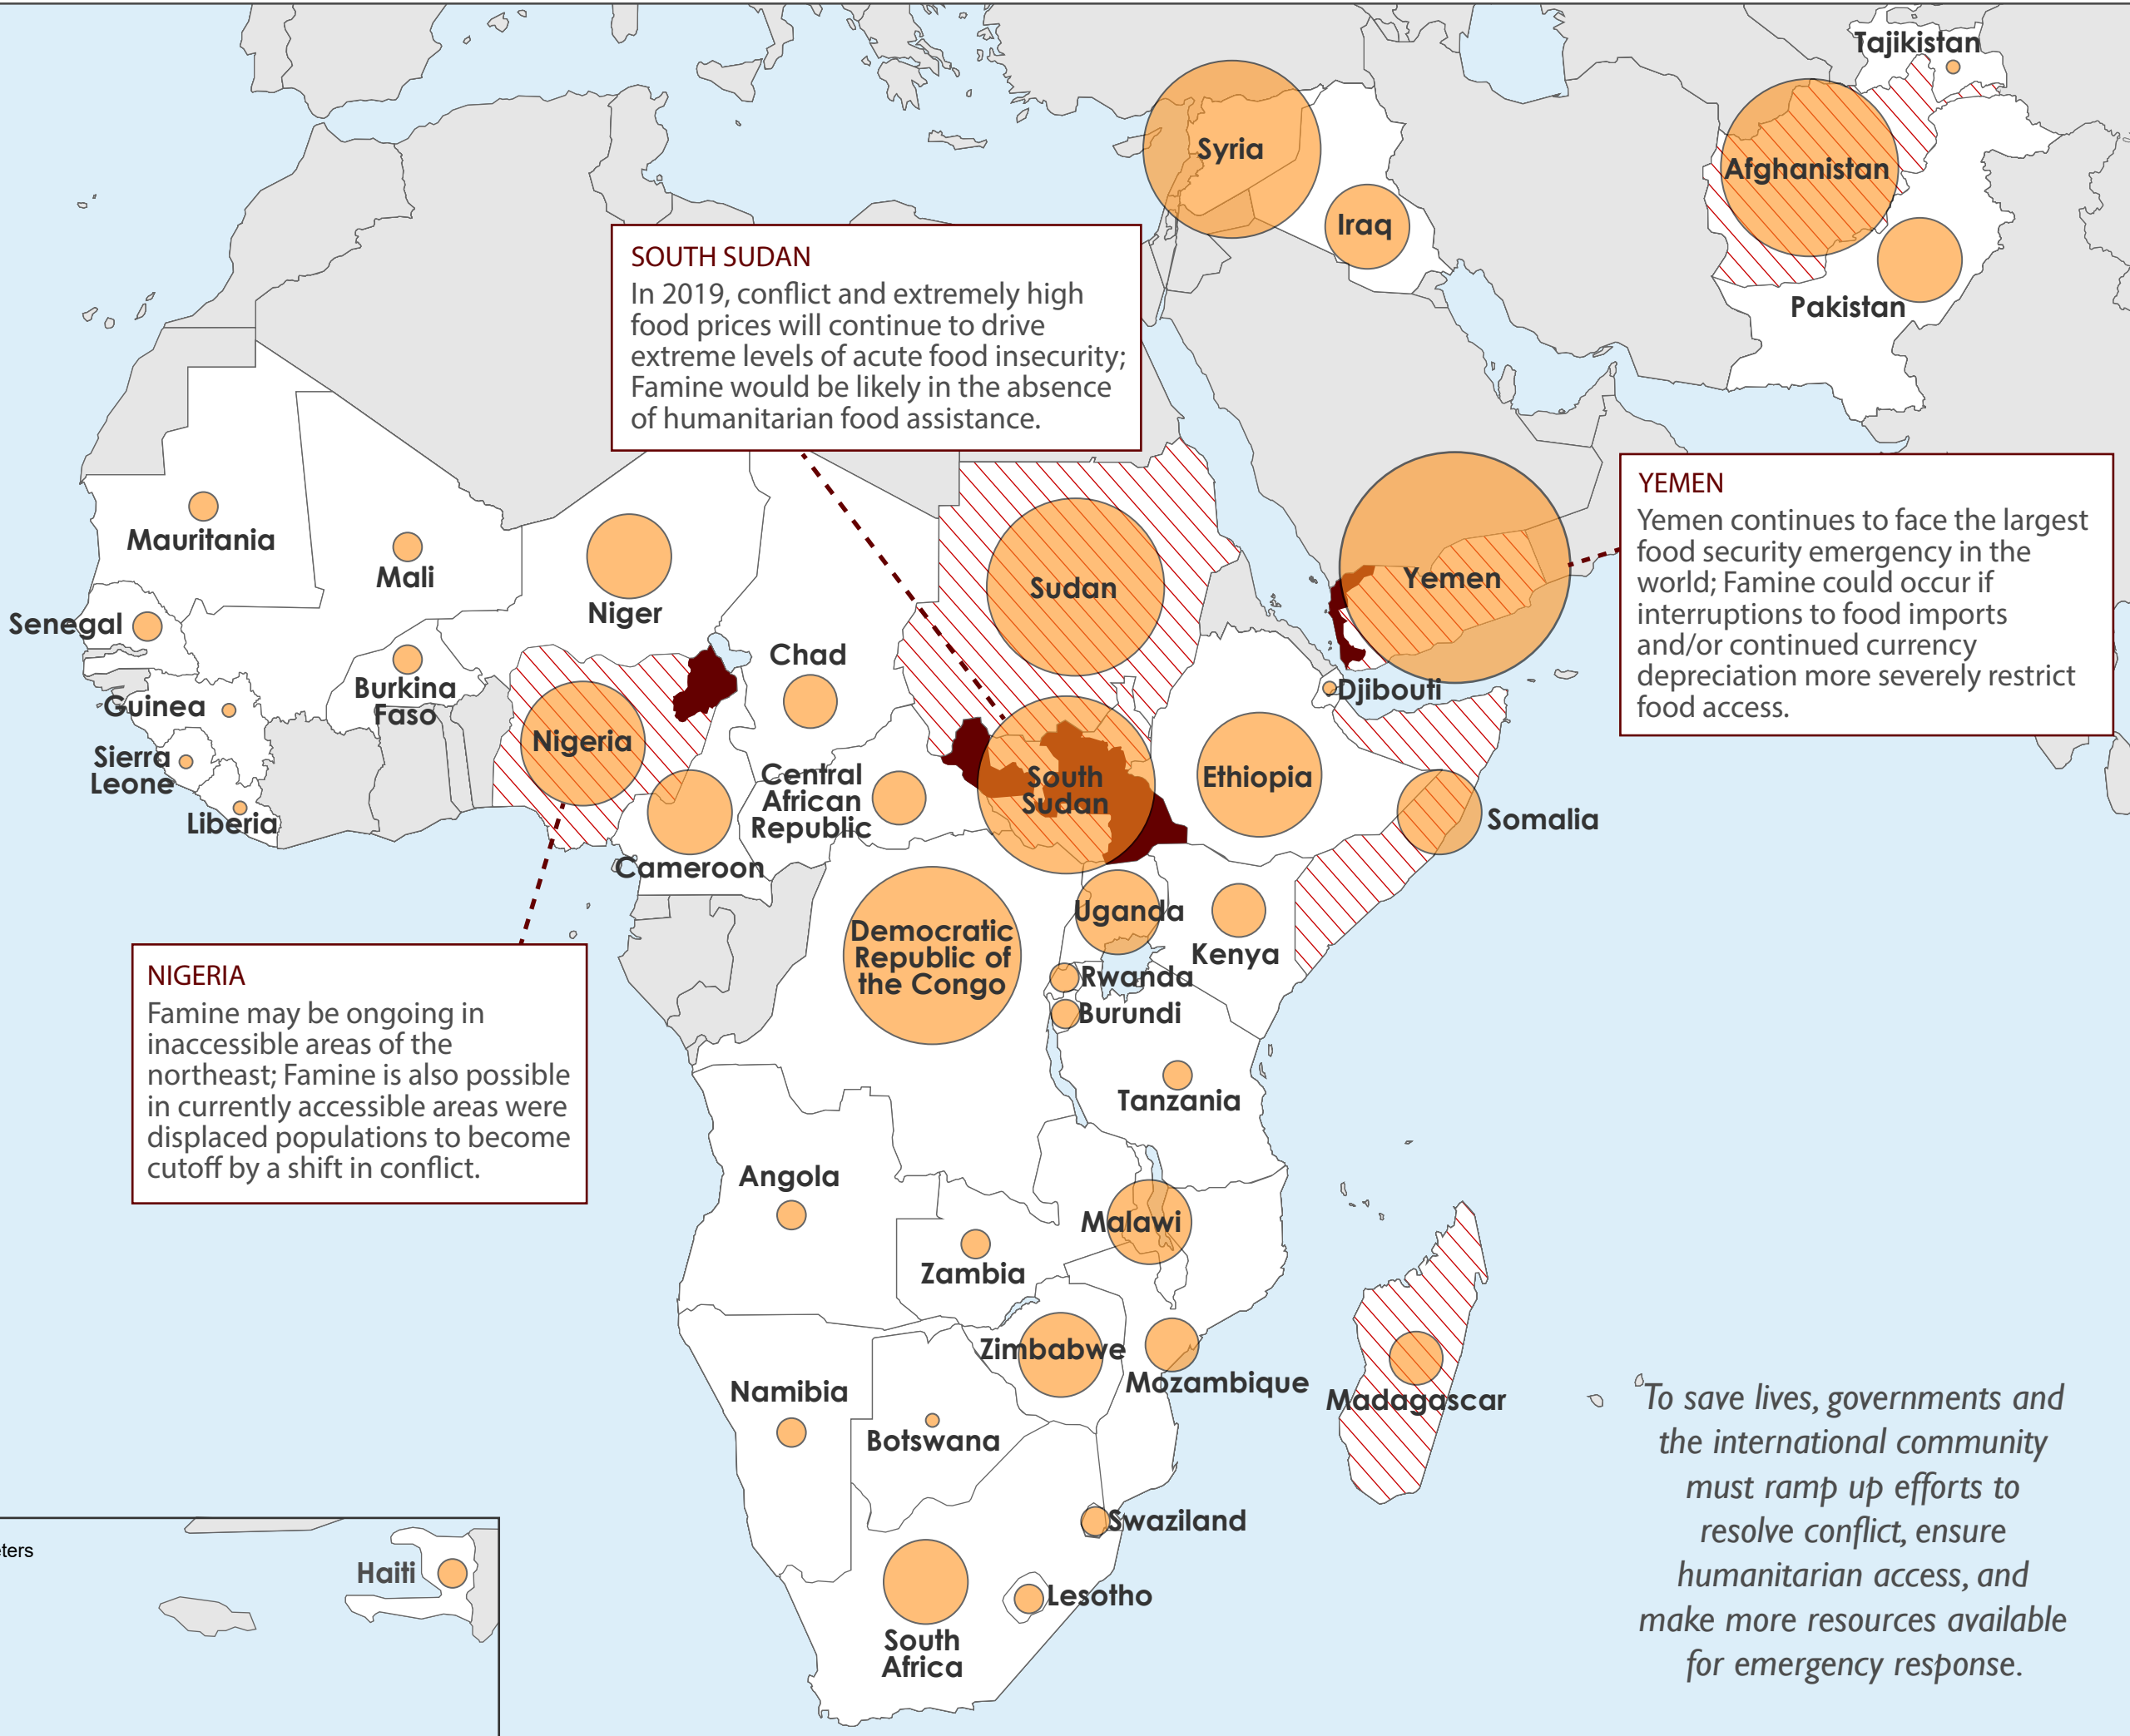 Tajikistan
Syria
Afghanistan
Iraq
Pakistan
SOUTH SUDAN
In 2019, conflict and extremely high
food prices will continue to drive
extreme levels of acute food insecurity;
Famine would be likely in the absence
of humanitarian food assistance.
YEMEN
Yemen continues to face the largest
food security emergency in the
world; Famine could occur if
interruptions to food imports
and/or continued currency
depreciation more severely restrict
food access.
Mauritania
Mali
Niger
Sudan
Yemen
Senegal
Chad
Burkina
Faso
Djibouti
Guinea
Nigeria
Sierra
Leone
Central
African
Republic
South
Sudan
Ethiopia
Somalia
Liberia
Cameroon
Uganda
Democratic
Republic of
the Congo
Kenya
Rwanda
Burundi
NIGERIA
Famine may be ongoing in
inaccessible areas of the
northeast; Famine is also possible
in currently accessible areas were
displaced populations to become
cutoff by a shift in conflict.
Tanzania
Angola
Malawi
Zambia
Zimbabwe
Mozambique
Namibia
Madagascar
Botswana
Swaziland
Lesotho
South
Africa
To save lives, governments and
the international community
must ramp up efforts to
resolve conflict, ensure
humanitarian access, and
make more resources available
for emergency response.
ters
Haiti